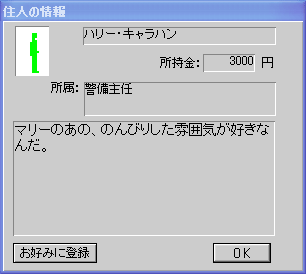 住人の情報
ハリー・キャラハン
所持金: 3000 円
所属: 警備主任
マリーのあの、のんびりした雰囲気が好きな
んだ。
お好みに登録
OK